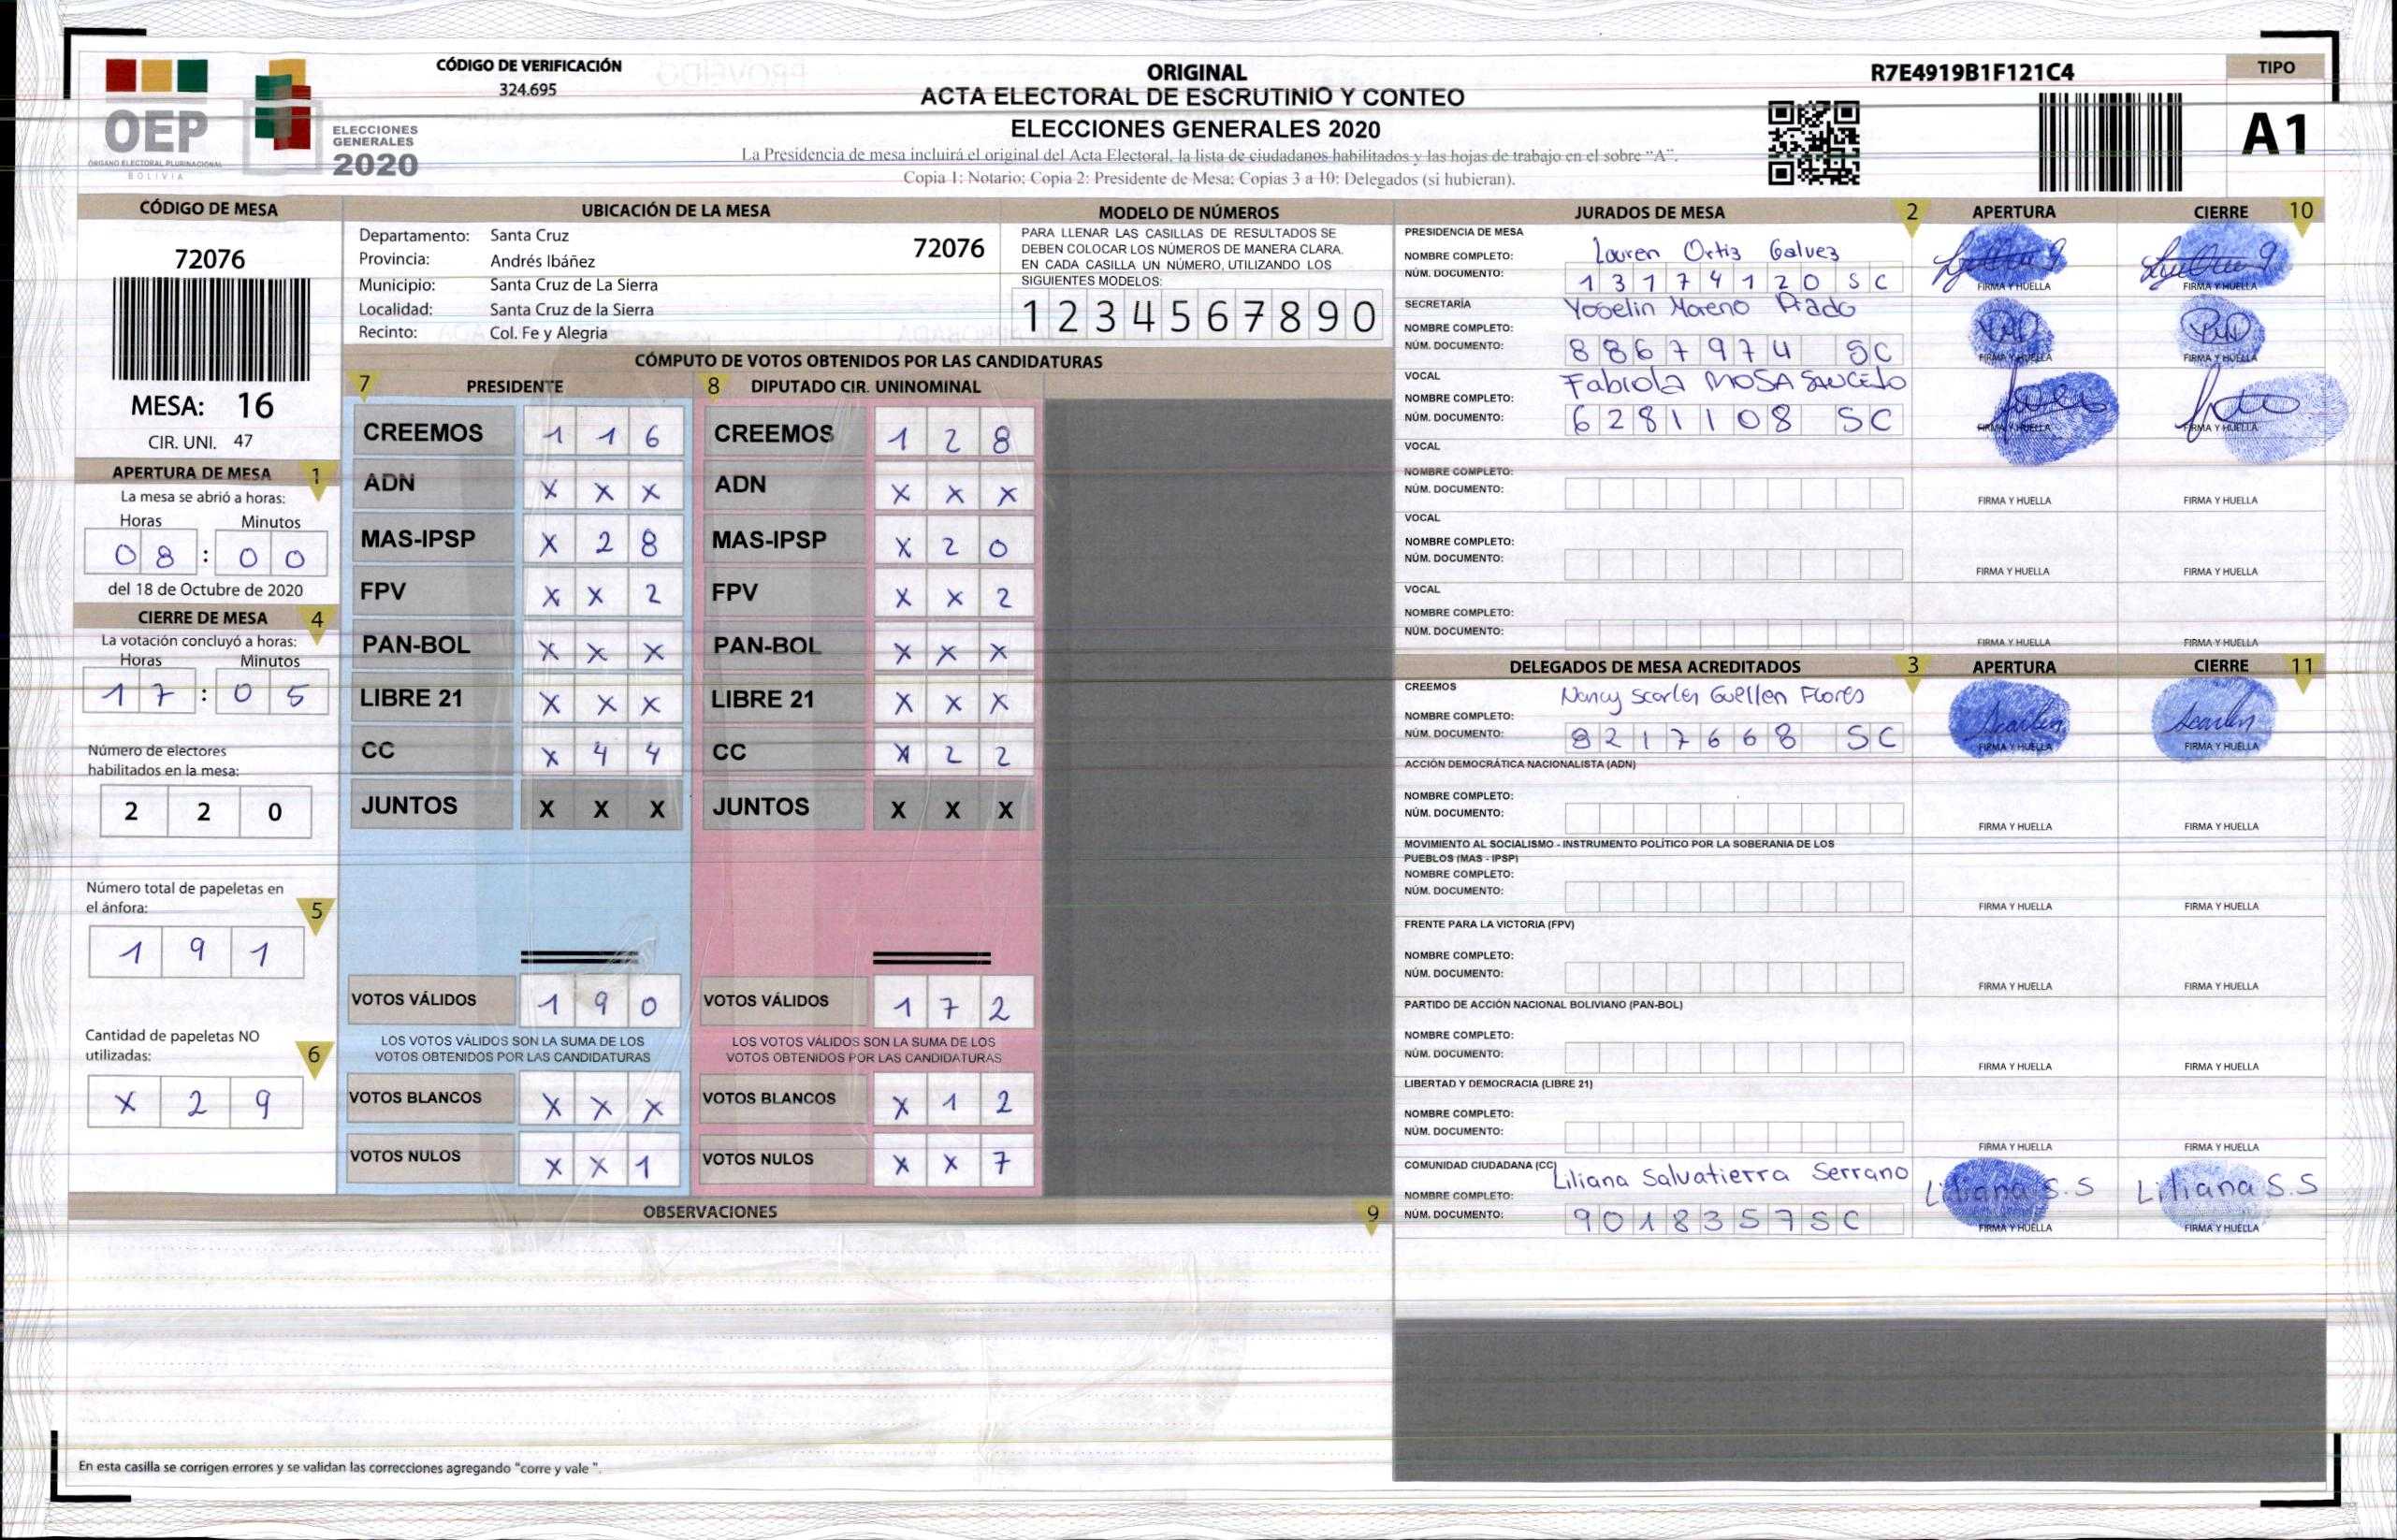 CÓDIGO DE VERIFICACIÓN
324.695
OEP
ÓRGANO ELECTORAL PLURINACIONAL
BOLIVIA
ELECCIONES
GENERALES
2020
ORIGINAL
ACTA ELECTORAL DE ESCRUTINIO Y CONTEO
ELECCIONES GENERALES 2020
La Presidencia de mesa incluirá el original del Acta Electoral, la lista de ciudadanos habilitados y las hojas de trabajo en el sobre "A".
Copia 1: Notario; Copia 2: Presidente de Mesa; Copias 3 a 10: Delegados (si hubieran).
R7E4919B1F121C4
TIPO
A1
CÓDIGO DE MESA
72076
MESA: 16
CIR. UNI. 47
UBICACIÓN DE LA MESA
Departamento: Santa Cruz
72076
Provincia: Andrés Ibáñez
Municipio: Santa Cruz de La Sierra
Localidad: Santa Cruz de la Sierra
Recinto: Col. Fe y Alegria
MODELO DE NÚMEROS
PARA LLENAR LAS CASILLAS DE RESULTADOS SE
DEBEN COLOCAR LOS NÚMEROS DE MANERA CLARA.
EN CADA CASILLA UN NÚMERO, UTILIZANDO LOS
SIGUIENTES MODELOS:
1 2 3 4 5 6 7 8 9 0
APERTURA DE MESA 1
La mesa se abrió a horas:
Horas Minutos
0 8 : 0 0
del 18 de Octubre de 2020
CIERRE DE MESA 4
La votación concluyó a horas:
Horas Minutos
1 7 : 0 5
Número de electores
habilitados en la mesa:
2 2 0
Número total de papeletas en
el ánfora: 5
1 9 1
Cantidad de papeletas NO
utilizadas: 6
X 2 9
CÓMPUTO DE VOTOS OBTENIDOS POR LAS CANDIDATURAS
7 PRESIDENTE
CREEMOS 1 1 6
ADN X X X
MAS-IPSP X 2 8
FPV X X 2
PAN-BOL X X X
LIBRE 21 X X X
CC X 4 4
JUNTOS X X X
VOTOS VÁLIDOS 1 9 0
LOS VOTOS VÁLIDOS SON LA SUMA DE LOS
VOTOS OBTENIDOS POR LAS CANDIDATURAS
VOTOS BLANCOS X X X
VOTOS NULOS X X 1
8 DIPUTADO CIR. UNINOMINAL
CREEMOS 1 2 8
ADN X X X
MAS-IPSP X 2 0
FPV X X 2
PAN-BOL X X X
LIBRE 21 X X X
CC X 2 2
JUNTOS X X X
VOTOS VÁLIDOS 1 7 2
LOS VOTOS VÁLIDOS SON LA SUMA DE LOS
VOTOS OBTENIDOS POR LAS CANDIDATURAS
VOTOS BLANCOS X 1 2
VOTOS NULOS X X 7
OBSERVACIONES 9
En esta casilla se corrigen errores y se validan las correcciones agregando "corre y vale ".
JURADOS DE MESA 2 APERTURA CIERRE 10
PRESIDENCIA DE MESA
NOMBRE COMPLETO: Louren Ortiz Galvez
NÚM. DOCUMENTO: 1 3 1 7 4 1 2 0 S C
FIRMA Y HUELLA FIRMA Y HUELLA
SECRETARÍA
NOMBRE COMPLETO: Yoselin Moreno Prado
NÚM. DOCUMENTO: 8 8 6 7 9 7 4 S C
FIRMA Y HUELLA FIRMA Y HUELLA
VOCAL
NOMBRE COMPLETO: Fabiola MOSA SAUCEDO
NÚM. DOCUMENTO: 6 2 8 1 1 0 8 S C
FIRMA Y HUELLA FIRMA Y HUELLA
VOCAL
NOMBRE COMPLETO:
NÚM. DOCUMENTO:
FIRMA Y HUELLA FIRMA Y HUELLA
VOCAL
NOMBRE COMPLETO:
NÚM. DOCUMENTO:
FIRMA Y HUELLA FIRMA Y HUELLA
VOCAL
NOMBRE COMPLETO:
NÚM. DOCUMENTO:
FIRMA Y HUELLA FIRMA Y HUELLA
DELEGADOS DE MESA ACREDITADOS 3 APERTURA CIERRE 11
CREEMOS
NOMBRE COMPLETO: Nancy Scarlen Guellen Flores
NÚM. DOCUMENTO: 8 2 1 7 6 6 8 S C
Scarlen Scarlen
FIRMA Y HUELLA FIRMA Y HUELLA
ACCIÓN DEMOCRÁTICA NACIONALISTA (ADN)
NOMBRE COMPLETO:
NÚM. DOCUMENTO:
FIRMA Y HUELLA FIRMA Y HUELLA
MOVIMIENTO AL SOCIALISMO - INSTRUMENTO POLÍTICO POR LA SOBERANIA DE LOS
PUEBLOS (MAS - IPSP)
NOMBRE COMPLETO:
NÚM. DOCUMENTO:
FIRMA Y HUELLA FIRMA Y HUELLA
FRENTE PARA LA VICTORIA (FPV)
NOMBRE COMPLETO:
NÚM. DOCUMENTO:
FIRMA Y HUELLA FIRMA Y HUELLA
PARTIDO DE ACCIÓN NACIONAL BOLIVIANO (PAN-BOL)
NOMBRE COMPLETO:
NÚM. DOCUMENTO:
FIRMA Y HUELLA FIRMA Y HUELLA
LIBERTAD Y DEMOCRACIA (LIBRE 21)
NOMBRE COMPLETO:
NÚM. DOCUMENTO:
FIRMA Y HUELLA FIRMA Y HUELLA
COMUNIDAD CIUDADANA (CC)
NOMBRE COMPLETO: Liliana Salvatierra Serrano
NÚM. DOCUMENTO: 9 0 1 8 3 5 7 S C
Liliana S.S Liliana S.S
FIRMA Y HUELLA FIRMA Y HUELLA